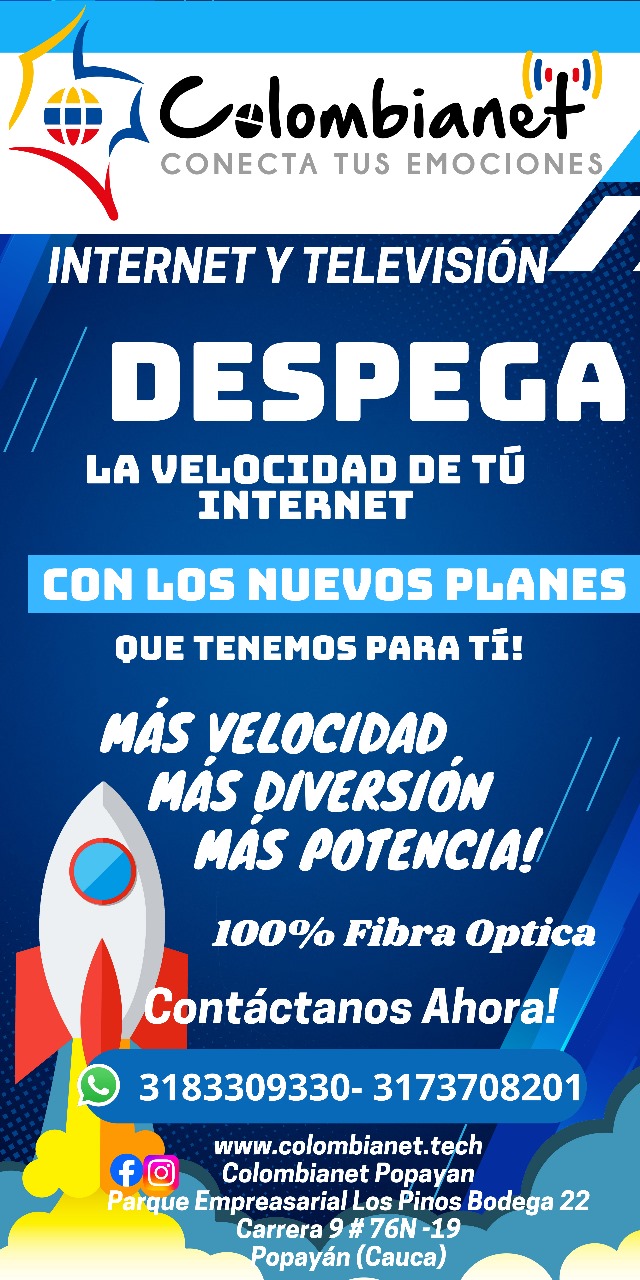 Colombianet
CONECTA TUS EMOCIONES
INTERNET Y TELEVISIÓN
DESPEGA
LA VELOCIDAD DE TÚ
INTERNET
CON LOS NUEVOS PLANES
QUE TENEMOS PARA TÍ!
MÁS VELOCIDAD
MÁS DIVERSIÓN
MÁS POTENCIA!
100% Fibra Optica
Contáctanos Ahora!
3183309330- 3173708201
www.colombianet.tech
Colombianet Popayan
Parque Empreasarial Los Pinos Bodega 22
Carrera 9 # 76N -19
Popayán (Cauca)